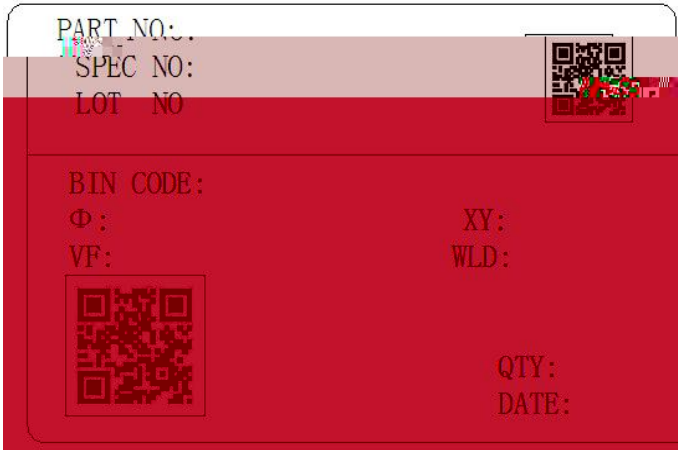 PART NO:
SPEC NO:
LOT NO
BIN CODE:
Φ:
XY:
VF:
WLD:
QTY:
DATE: